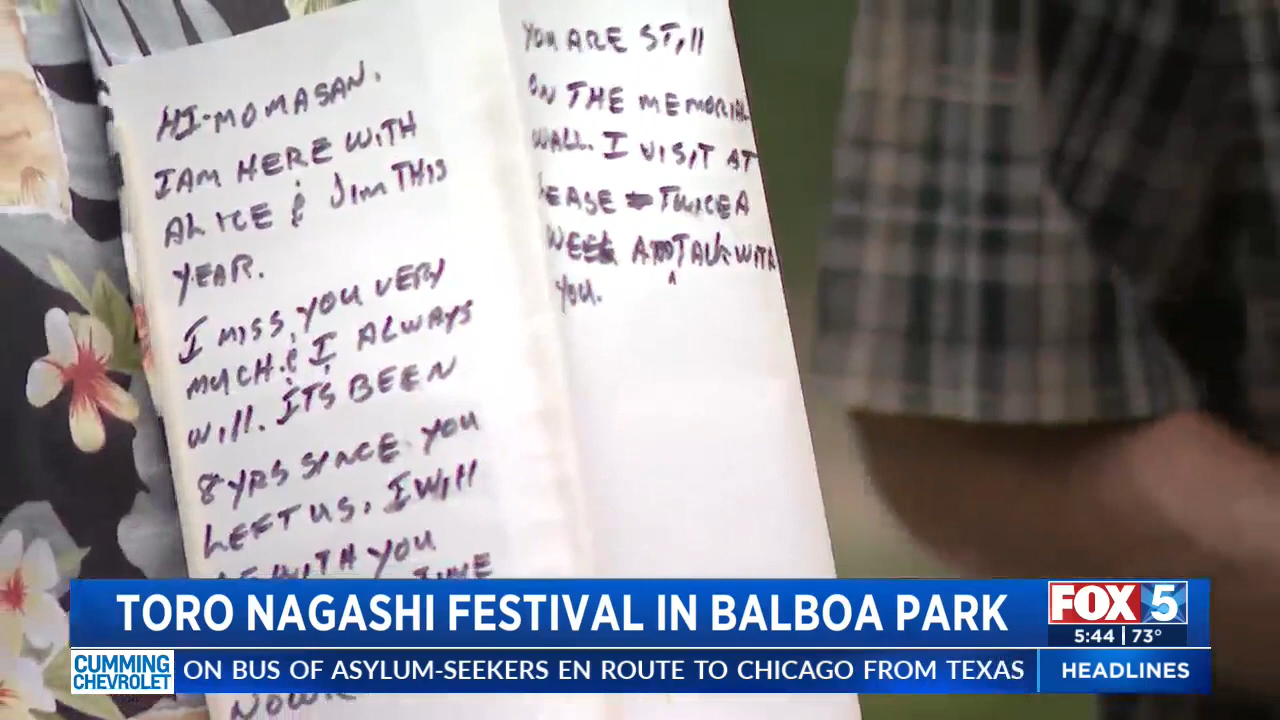 HI-MOMASAN.
I AM HERE WITH
ALICE & JIM THIS
YEAR.
I MISS YOU VERY
MUCH. & I ALWAYS
WILL. ITS BEEN
8 YRS SINCE YOU
LEFT US. I WILL
WITH YOU
YOU ARE STILL
ON THE MEMORIAL
WALL. I VISIT AT
LEASE TWICE A
WEEK TALK WITH
YOU.
TORO NAGASHI FESTIVAL IN BALBOA PARK
FOX 5
5:44 | 73°
CUMMING
CHEVROLET
ON BUS OF ASYLUM-SEEKERS EN ROUTE TO CHICAGO FROM TEXAS
HEADLINES